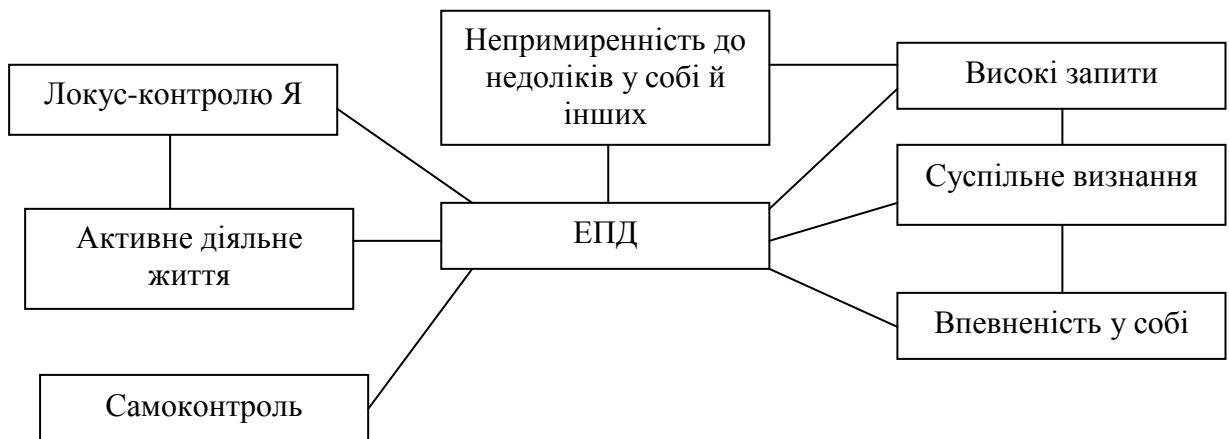 Непримиренність до
недоліків у собі й
інших
Високі запити
Локус-контролю Я
Суспільне визнання
Активне діяльне
життя
ЕПД
Впевненість у собі
Самоконтроль